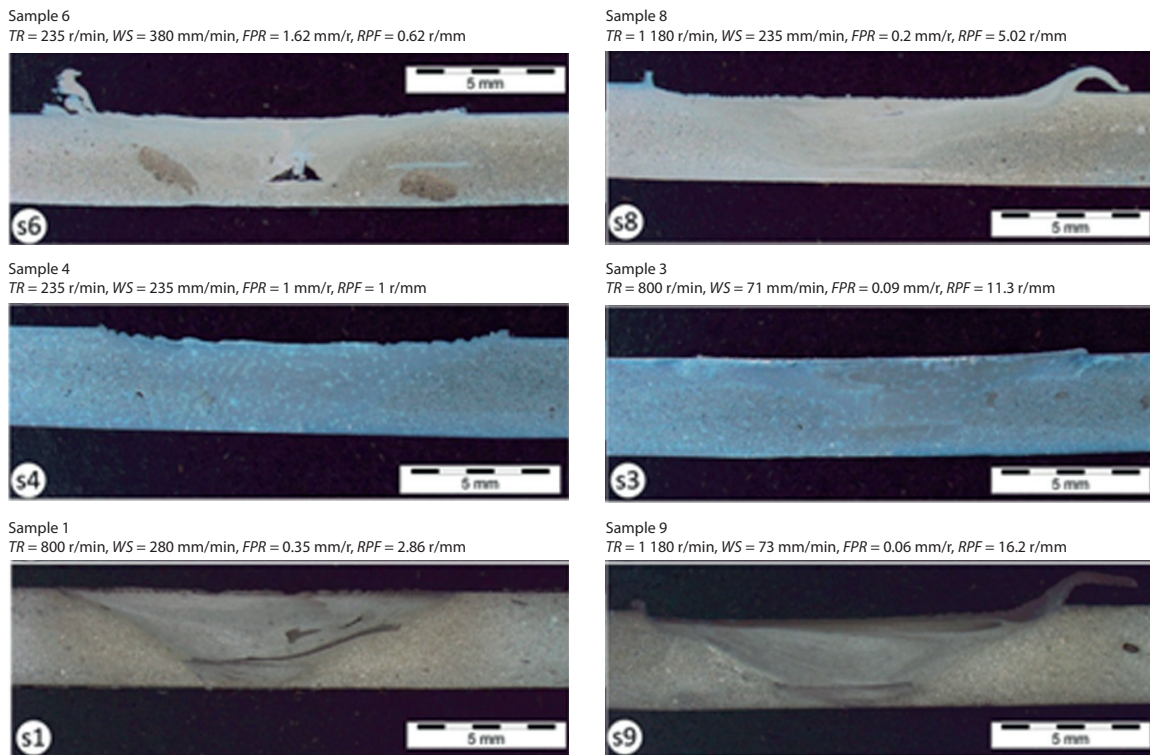 Sample 6
TR = 235 r/min, WS = 380 mm/min, FPR = 1.62 mm/r, RPF = 0.62 r/mm
5 mm
s6
Sample 8
TR = 1 180 r/min, WS = 235 mm/min, FPR = 0.2 mm/r, RPF = 5.02 r/mm
5 mm
s8
Sample 4
TR = 235 r/min, WS = 235 mm/min, FPR = 1 mm/r, RPF = 1 r/mm
5 mm
s4
Sample 3
TR = 800 r/min, WS = 71 mm/min, FPR = 0.09 mm/r, RPF = 11.3 r/mm
5 mm
s3
Sample 1
TR = 800 r/min, WS = 280 mm/min, FPR = 0.35 mm/r, RPF = 2.86 r/mm
5 mm
s1
Sample 9
TR = 1 180 r/min, WS = 73 mm/min, FPR = 0.06 mm/r, RPF = 16.2 r/mm
5 mm
s9